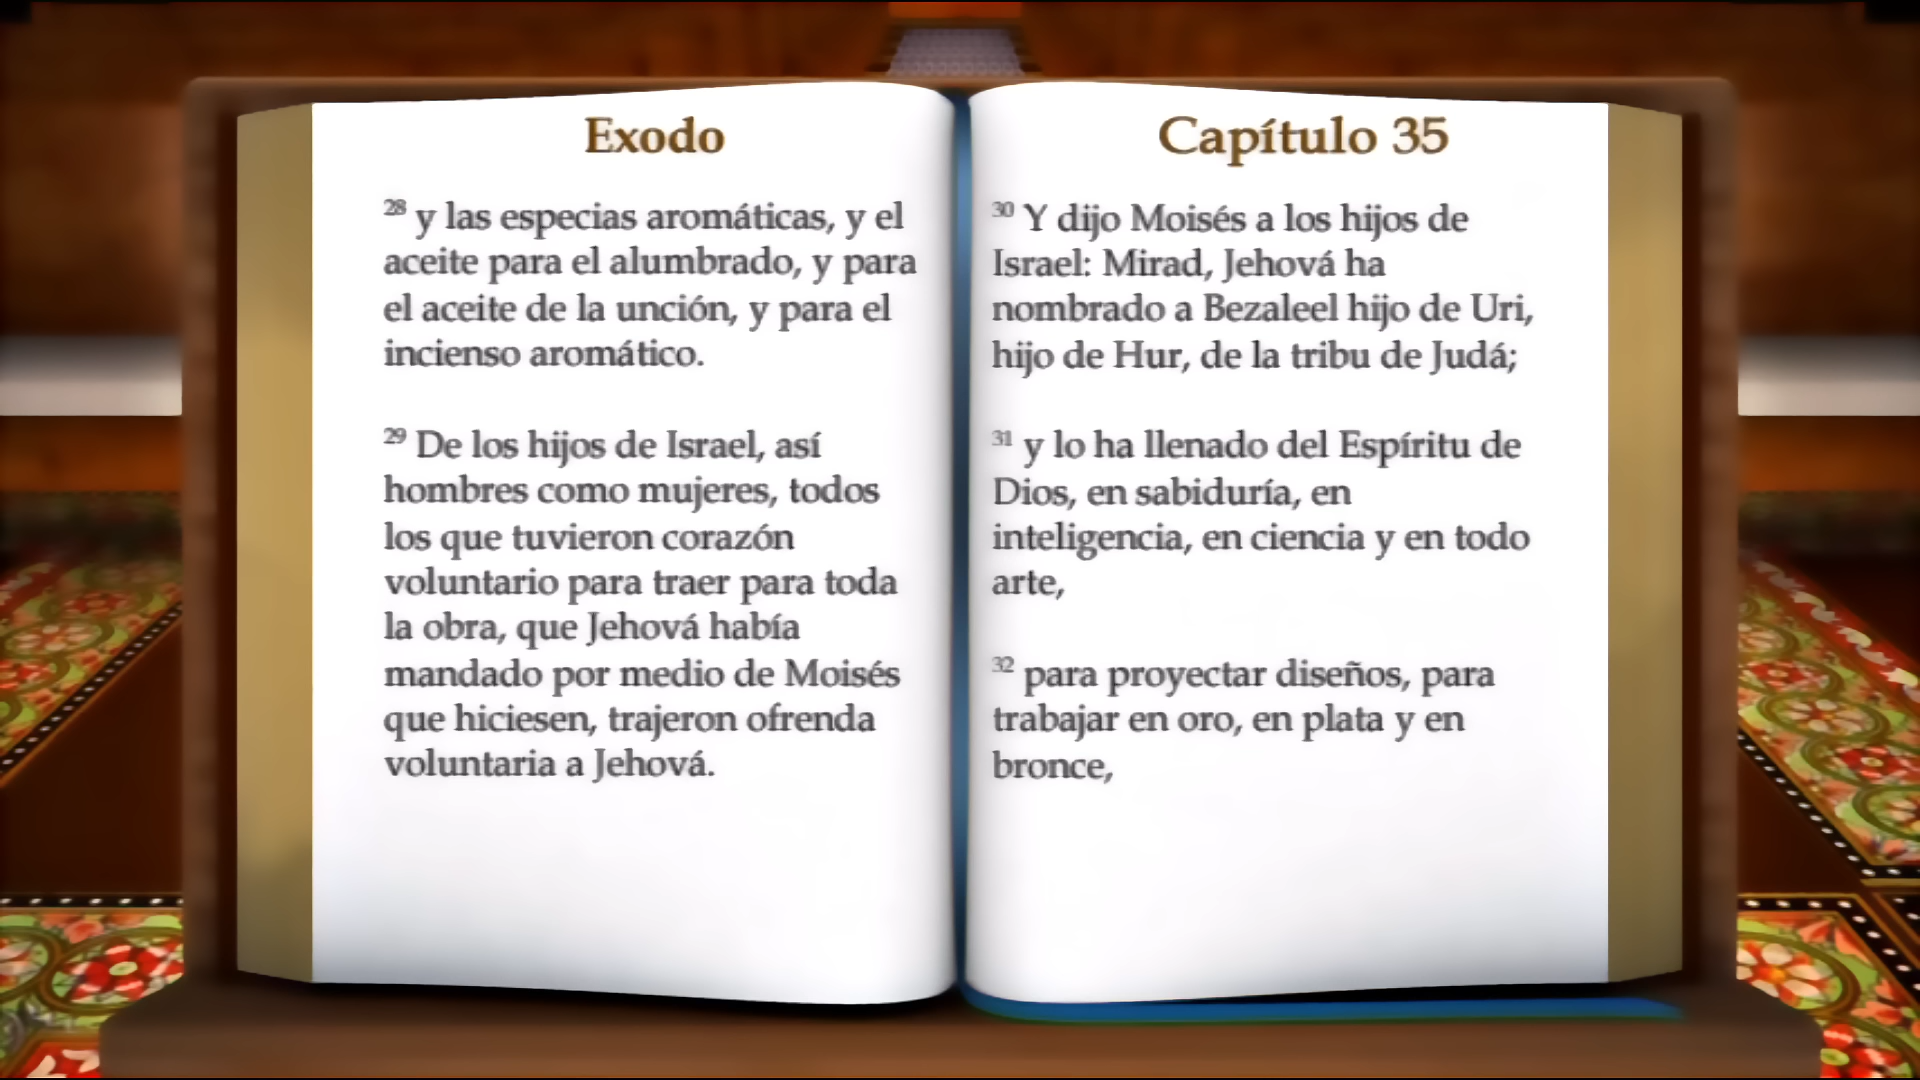 Exodo
28 y las especias aromáticas, y el
aceite para el alumbrado, y para
el aceite de la unción, y para el
incienso aromático.
29 De los hijos de Israel, así
hombres como mujeres, todos
los que tuvieron corazón
voluntario para traer para toda
la obra, que Jehová había
mandado por medio de Moisés
que hiciesen, trajeron ofrenda
voluntaria a Jehová.
Capítulo 35
30 Y dijo Moisés a los hijos de
Israel: Mirad, Jehová ha
nombrado a Bezaleel hijo de Uri,
hijo de Hur, de la tribu de Judá;
31 y lo ha llenado del Espíritu de
Dios, en sabiduría, en
inteligencia, en ciencia y en todo
arte,
32 para proyectar diseños, para
trabajar en oro, en plata y en
bronce,